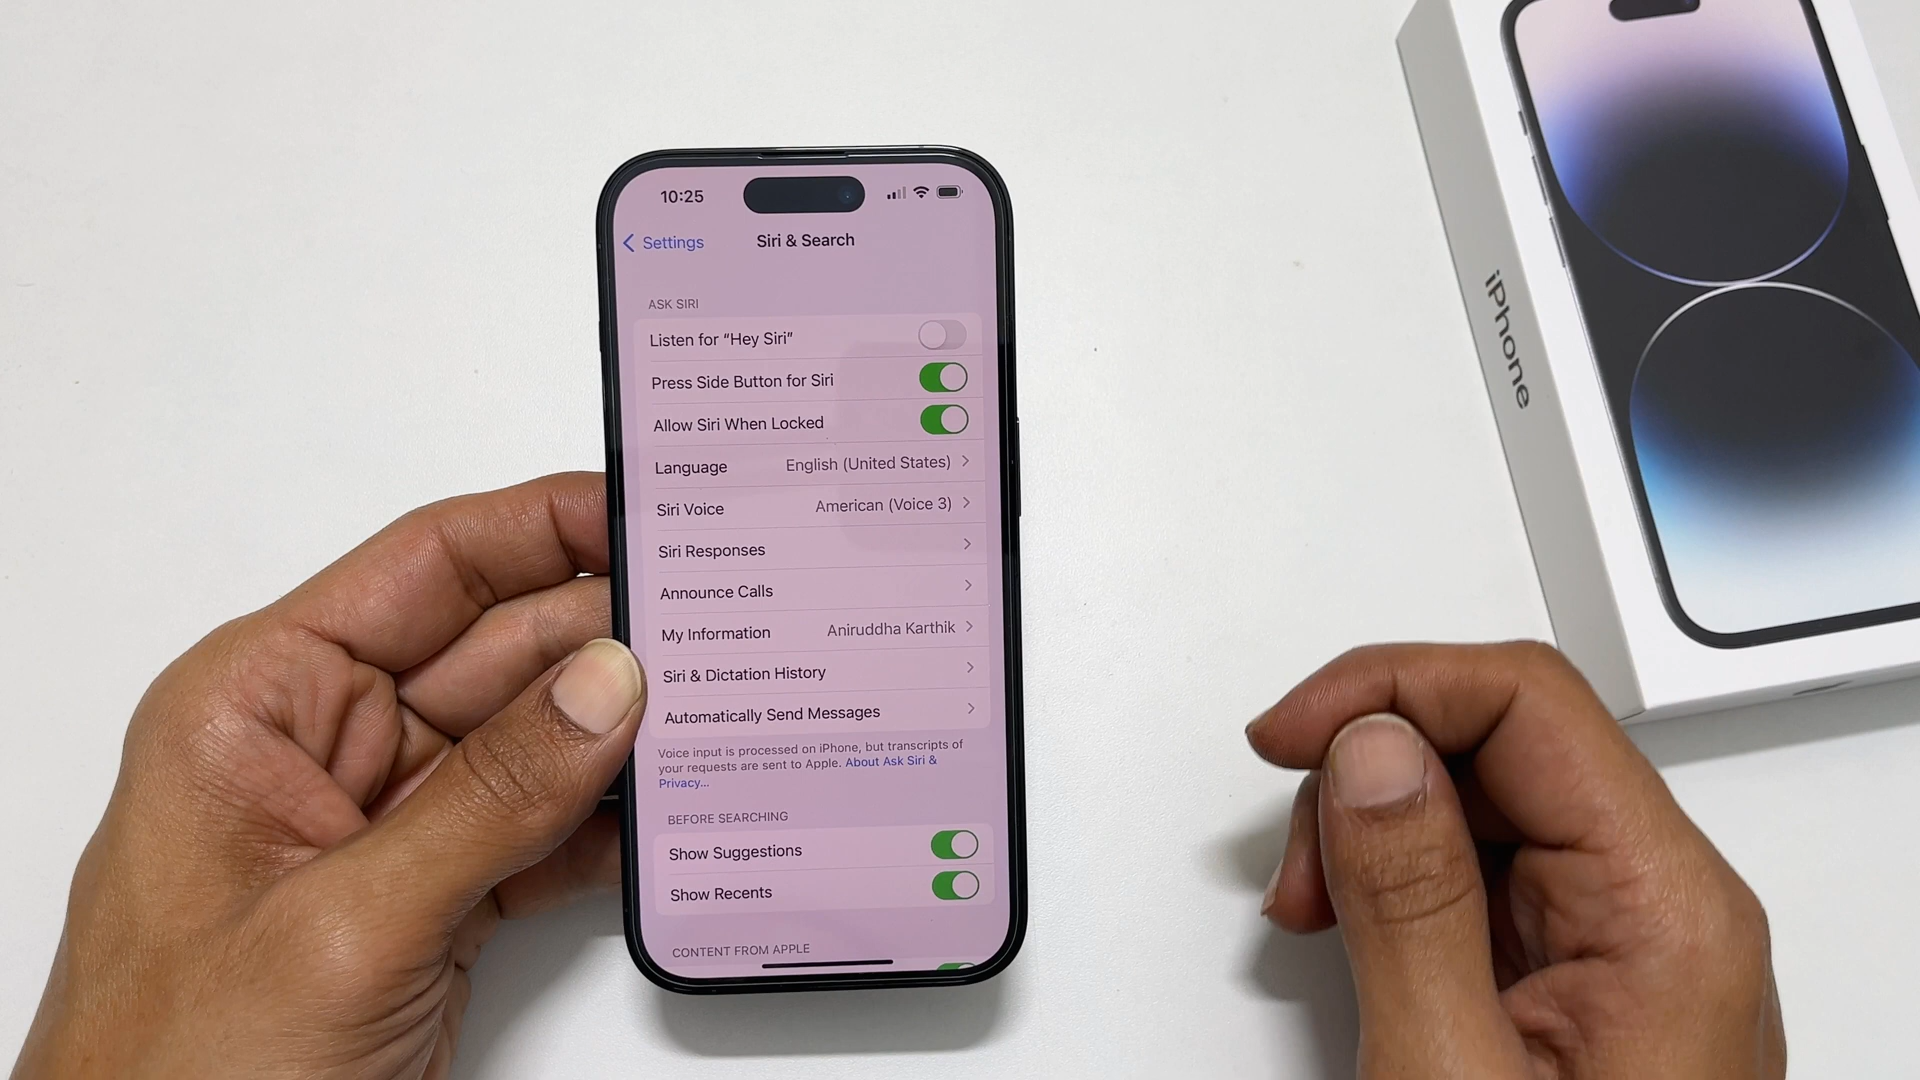 10:25
Settings
Siri & Search
ASK SIRI
Listen for “Hey Siri”
Press Side Button for Siri
Allow Siri When Locked
Language English (United States)
Siri Voice American (Voice 3)
Siri Responses
Announce Calls
My Information Aniruddha Karthik
Siri & Dictation History
Automatically Send Messages
Voice input is processed on iPhone, but transcripts of
your requests are sent to Apple. About Ask Siri &
Privacy...
BEFORE SEARCHING
Show Suggestions
Show Recents
CONTENT FROM APPLE
iPhone